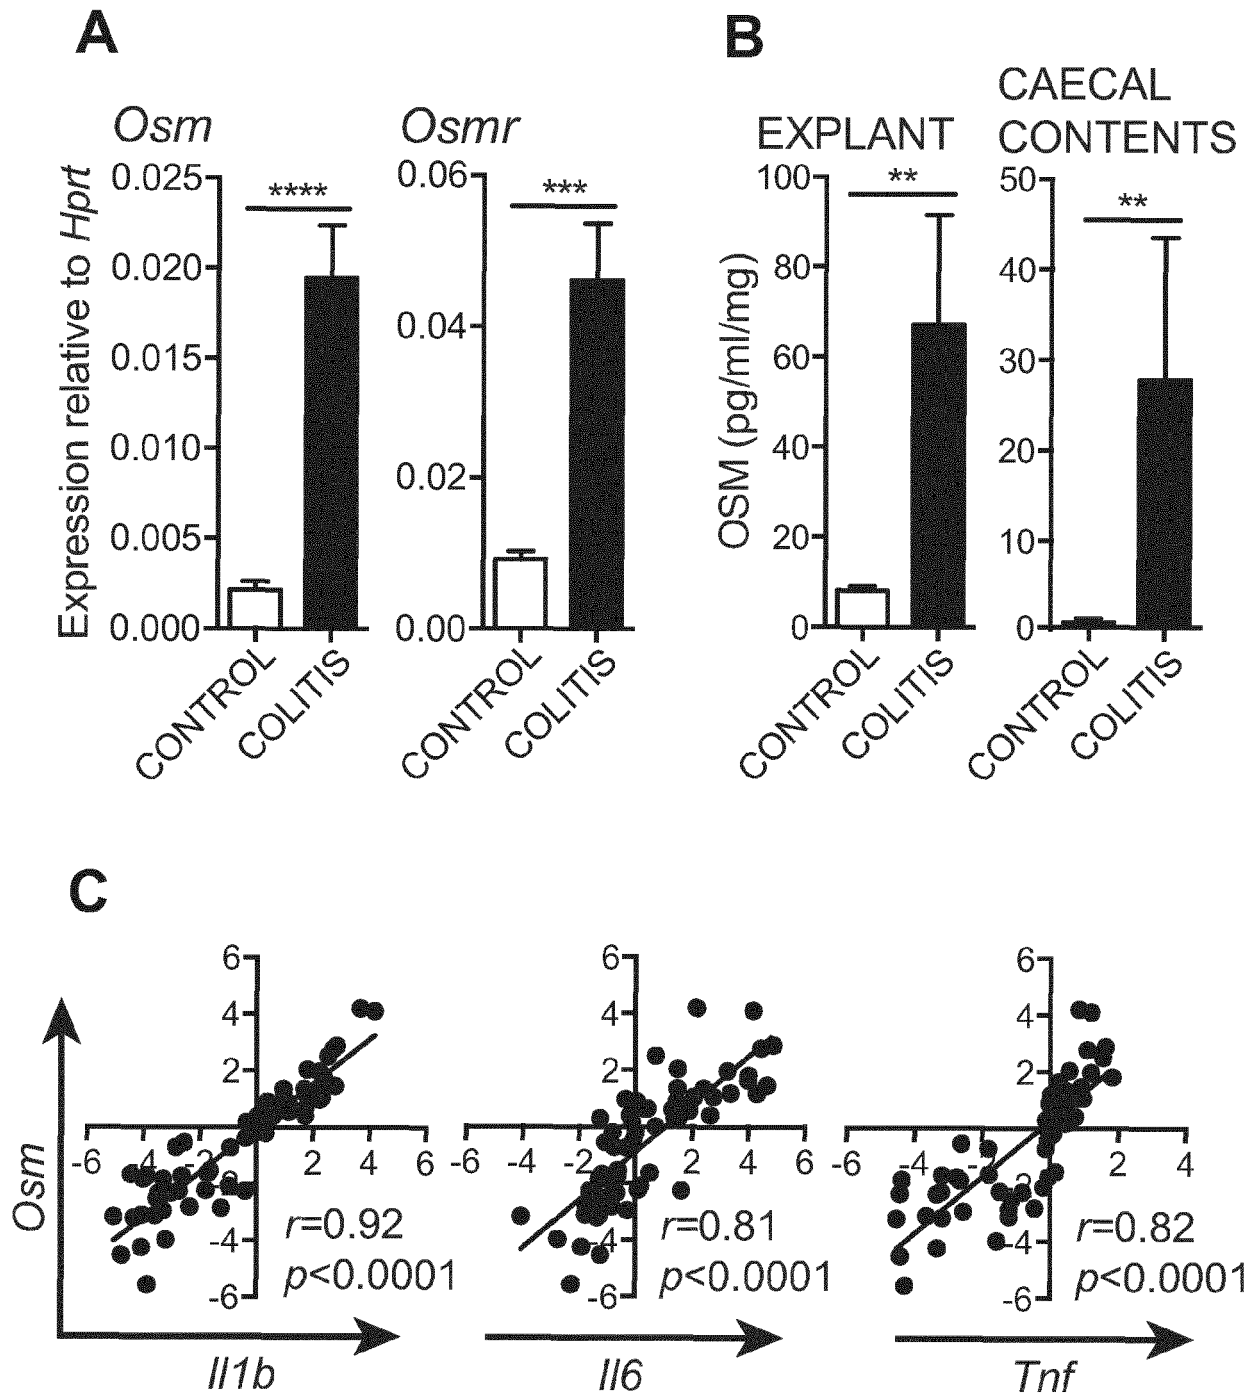 A
Osm
Osmr
Expression relative to Hprt
0.025
0.020
0.015
0.010
0.005
0.000
****
CONTROL
COLITIS
0.06
0.04
0.02
0.00
***
CONTROL
COLITIS
B
EXPLANT
CAECAL
CONTENTS
OSM (pg/ml/mg)
100
80
60
40
20
0
**
CONTROL
COLITIS
50
40
30
20
10
0
**
CONTROL
COLITIS
C
Osm
6
4
2
-6 -4 -2 2 4 6
-2
-4
-6
r=0.92
p<0.0001
Il1b
6
4
2
-6 -4 -2 2 4 6
-2
-4
-6
r=0.81
p<0.0001
Il6
6
4
2
-6 -4 -2 2 4
-2
-4
-6
r=0.82
p<0.0001
Tnf